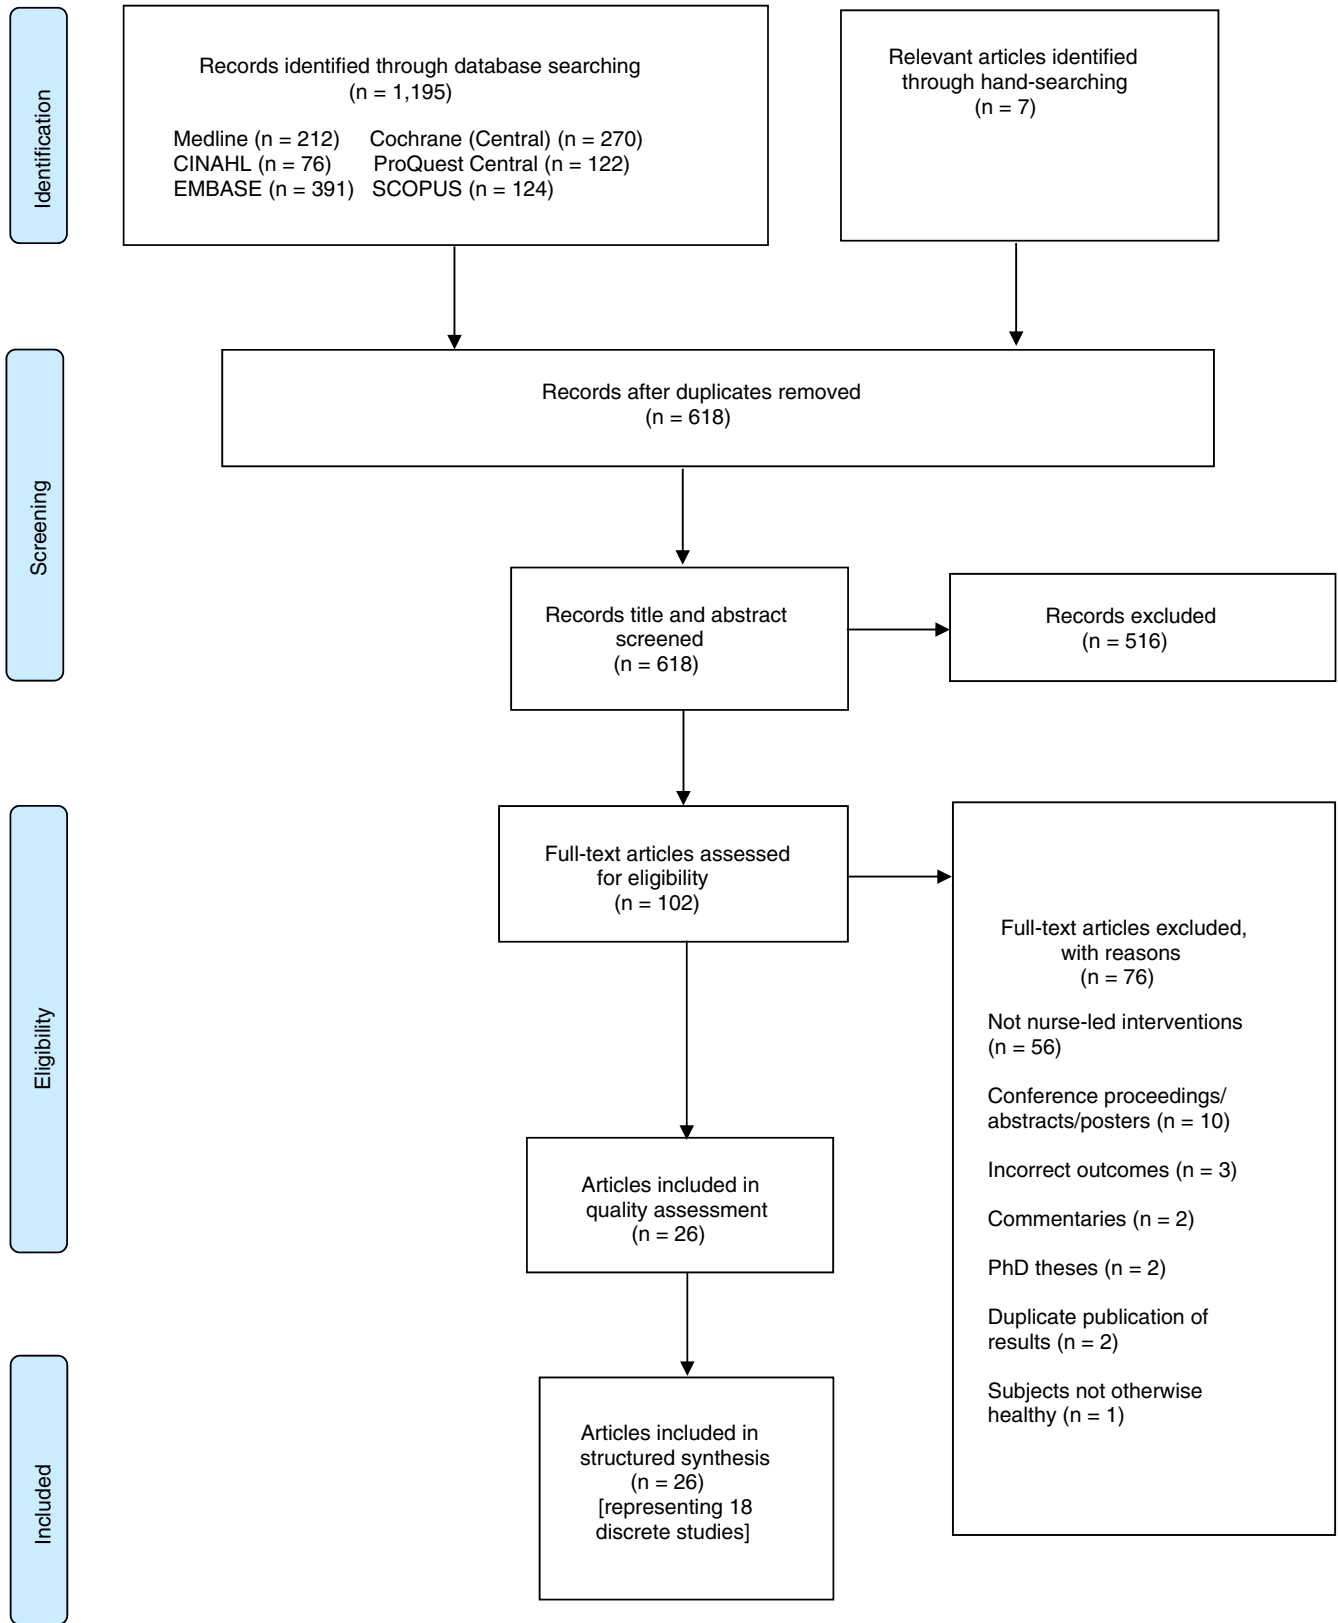 Identification
Records identified through database searching
(n = 1,195)
Medline (n = 212) Cochrane (Central) (n = 270)
CINAHL (n = 76) ProQuest Central (n = 122)
EMBASE (n = 391) SCOPUS (n = 124)
Relevant articles identified
through hand-searching
(n = 7)
Screening
Records after duplicates removed
(n = 618)
Records title and abstract
screened
(n = 618)
Records excluded
(n = 516)
Eligibility
Full-text articles assessed
for eligibility
(n = 102)
Full-text articles excluded,
with reasons
(n = 76)
Not nurse-led interventions
(n = 56)
Conference proceedings/
abstracts/posters (n = 10)
Incorrect outcomes (n = 3)
Commentaries (n = 2)
PhD theses (n = 2)
Duplicate publication of
results (n = 2)
Subjects not otherwise
healthy (n = 1)
Articles included in
quality assessment
(n = 26)
Included
Articles included in
structured synthesis
(n = 26)
[representing 18
discrete studies]